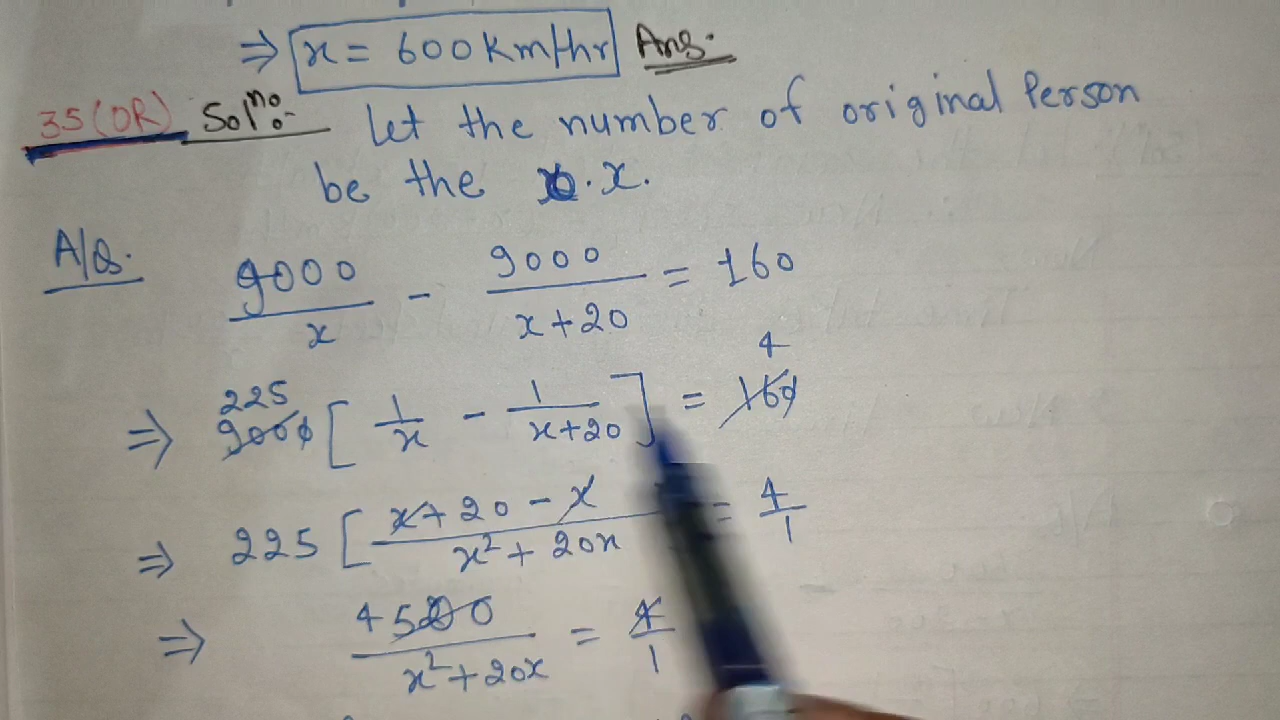 ⇒ x = 600 km/hr Ans.
35(OR) Solno:- Let the number of original Person
be the x.
A/Q.
9000/x - 9000/(x+20) = 160
4
225
⇒ 9000 [ 1/x - 1/(x+20) ] = 160
⇒ 225 [ (x+20-x)/(x²+20x) = 4/1
⇒ 4500/(x²+20x) = 4/1